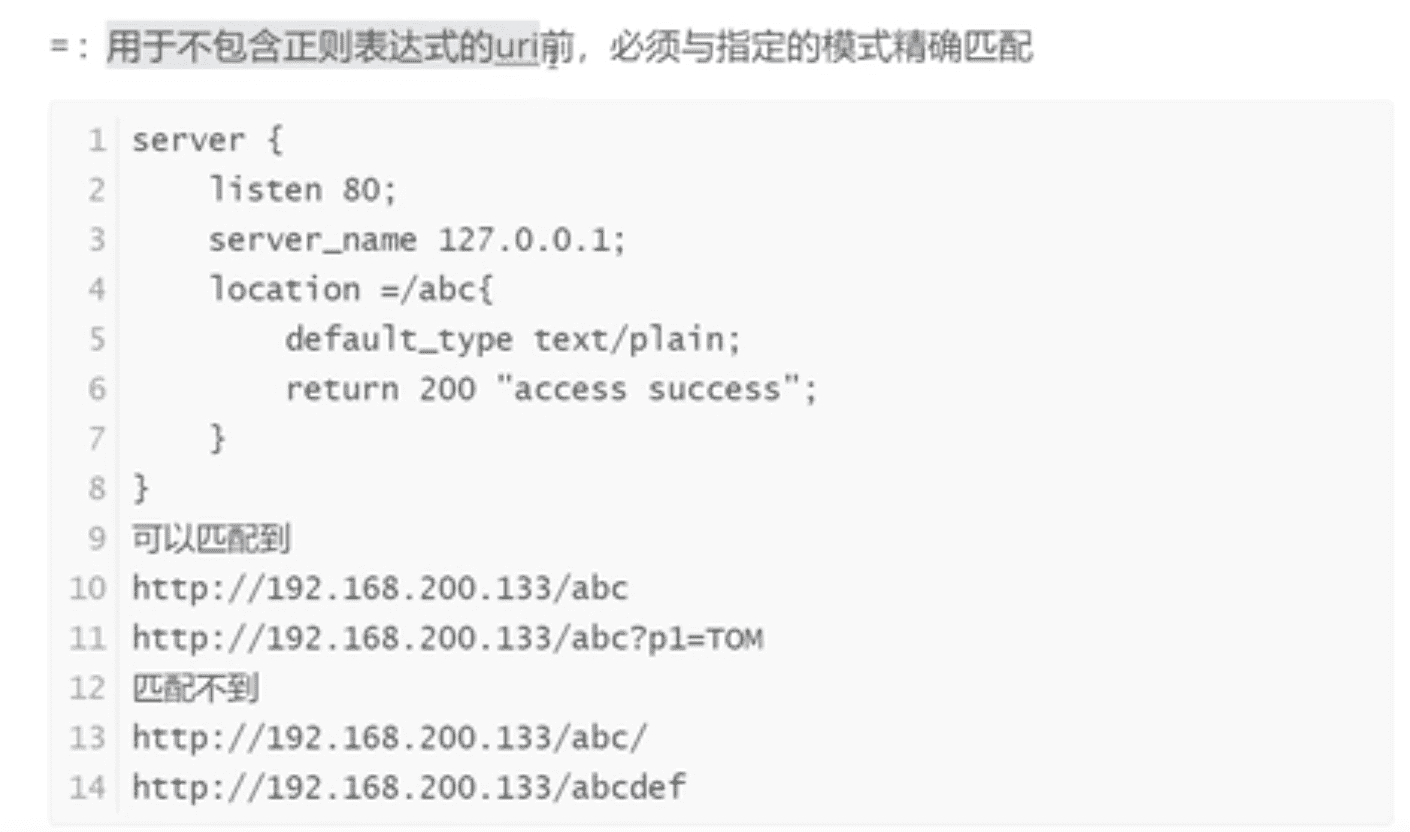 =：用于不包含正则表达式的uri前，必须与指定的模式精确匹配
1 server {
2     listen 80;
3     server_name 127.0.0.1;
4     location =/abc{
5         default_type text/plain;
6         return 200 "access success";
7     }
8 }
9 可以匹配到
10 http://192.168.200.133/abc
11 http://192.168.200.133/abc?p1=TOM
12 匹配不到
13 http://192.168.200.133/abc/
14 http://192.168.200.133/abcdef